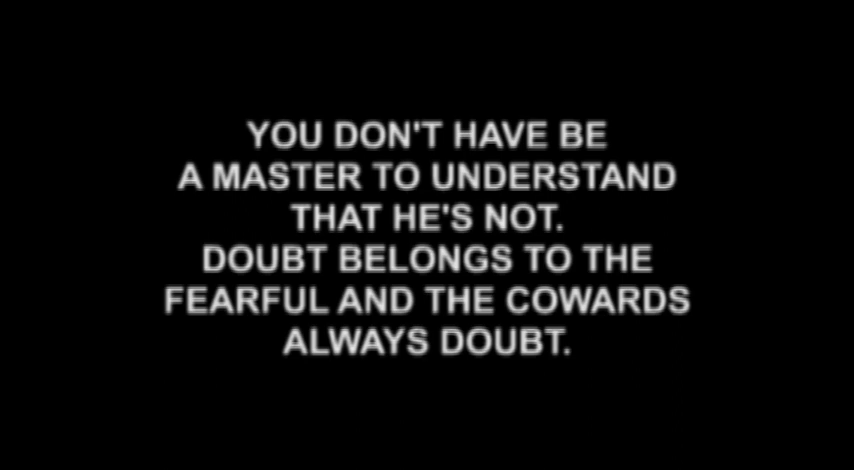 YOU DON'T HAVE BE
A MASTER TO UNDERSTAND
THAT HE'S NOT.
DOUBT BELONGS TO THE
FEARFUL AND THE COWARDS
ALWAYS DOUBT.